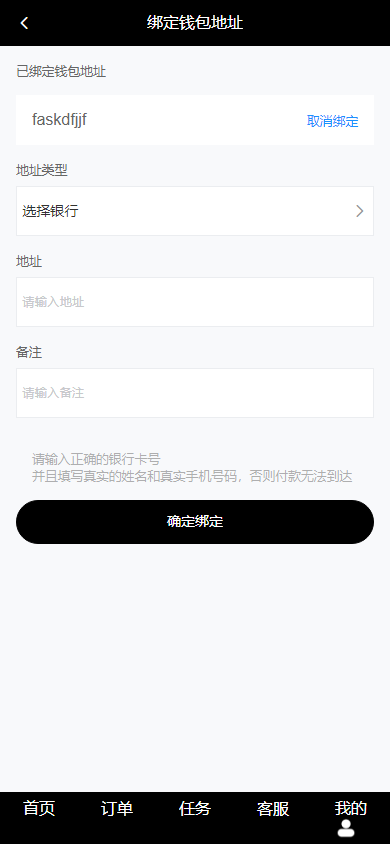 绑定钱包地址
已绑定钱包地址
faskdfjjf 取消绑定
地址类型
选择银行
地址
请输入地址
备注
请输入备注
请输入正确的银行卡号
并且填写真实的姓名和真实手机号码，否则付款无法到达
确定绑定
首页 订单 任务 客服 我的